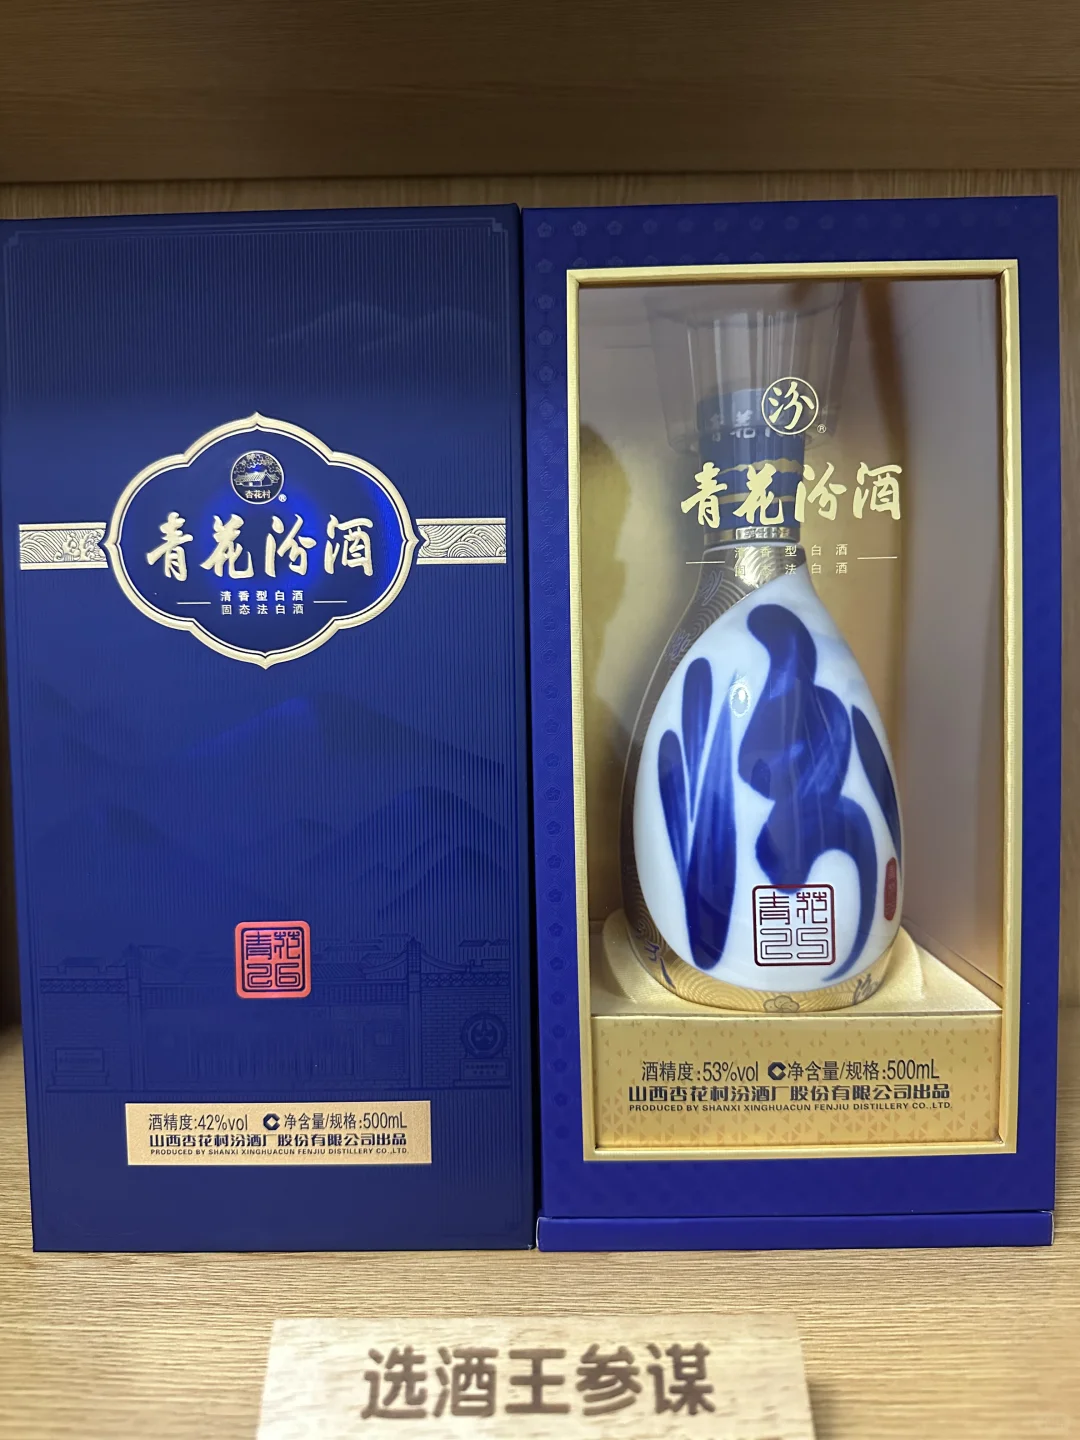 杏花村
®
青花汾酒
清香型白酒
固态法白酒
青花
26
酒精度:42%vol 净含量/规格:500mL
山西杏花村汾酒厂股份有限公司出品
PRODUCED BY SHANXI XINGHUACUN FENJIU DISTILLERY CO.,LTD.
汾
®
青花汾酒
清香型白酒
固态法白酒
青花
25
酒精度:53%vol 净含量/规格:500mL
山西杏花村汾酒厂股份有限公司出品
PRODUCED BY SHANXI XINGHUACUN FENJIU DISTILLERY CO.,LTD.
选酒王参谋